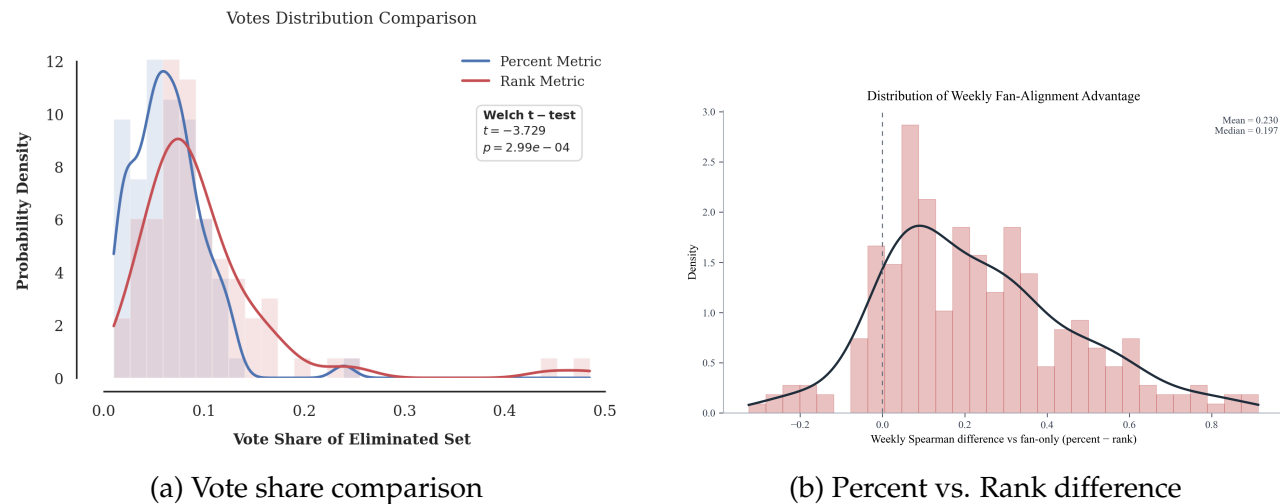 Votes Distribution Comparison
Probability Density
12
10
8
6
4
2
0
Percent Metric
Rank Metric
Welch t − test
t = −3.729
p = 2.99e − 04
0.0 0.1 0.2 0.3 0.4 0.5
Vote Share of Eliminated Set
(a) Vote share comparison
Distribution of Weekly Fan-Alignment Advantage
Mean = 0.230
Median = 0.197
Density
3.0
2.5
2.0
1.5
1.0
0.5
0.0
−0.2 0.0 0.2 0.4 0.6 0.8
Weekly Spearman difference vs fan-only (percent − rank)
(b) Percent vs. Rank difference